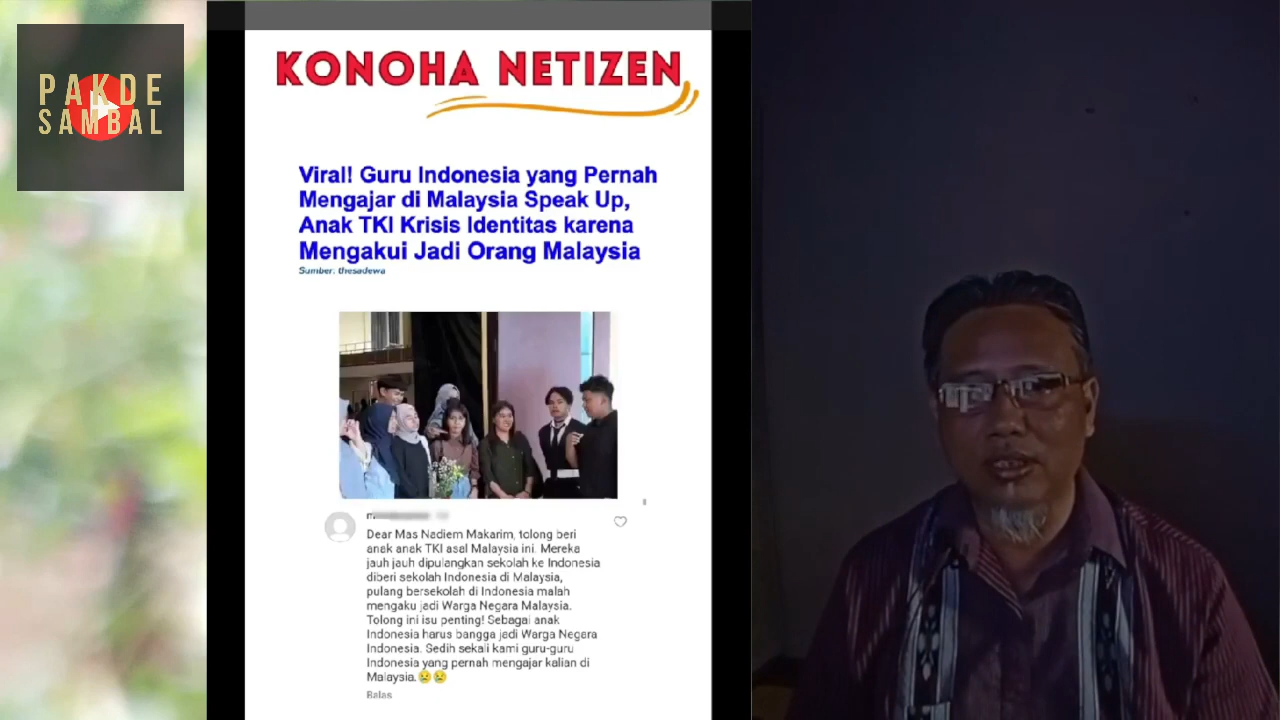 PAKDE
SAMBAL
KONOHA NETIZEN
Viral! Guru Indonesia yang Pernah
Mengajar di Malaysia Speak Up,
Anak TKI Krisis Identitas karena
Mengakui Jadi Orang Malaysia
Sumber: thesadewa
Dear Mas Nadiem Makarim, tolong beri
anak anak TKI asal Malaysia ini. Mereka
jauh jauh dipulangkan sekolah ke Indonesia
diberi sekolah Indonesia di Malaysia,
pulang bersekolah di Indonesia malah
mengaku jadi Warga Negara Malaysia.
Tolong ini isu penting! Sebagai anak
Indonesia harus bangga jadi Warga Negara
Indonesia. Sedih sekali kami guru-guru
Indonesia yang pernah mengajar kalian di
Malaysia.😢😢
Balas